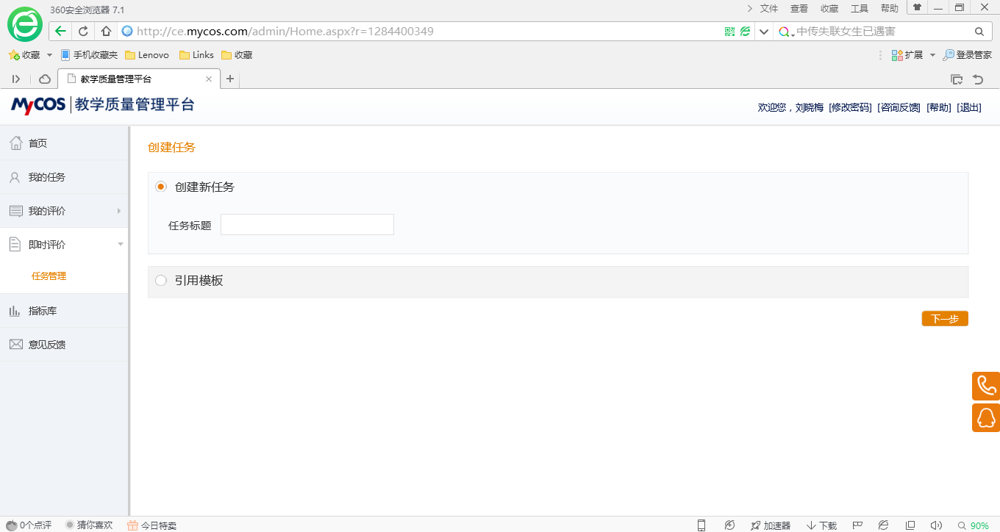 360安全浏览器 7.1
文件 查看 收藏 工具 帮助
http://ce.mycos.com/admin/Home.aspx?r=1284400349
中传失联女生已遇害
收藏 手机收藏夹 Lenovo Links 收藏
扩展 登录管家
教学质量管理平台
MyCOS 教学质量管理平台
欢迎您，刘晓梅 [修改密码] [咨询反馈] [帮助] [退出]
首页
我的任务
我的评价
即时评价
任务管理
指标库
意见反馈
创建任务
创建新任务
任务标题
引用模板
下一步
0个点评 猜你喜欢 今日特卖
加速器 下载 90%